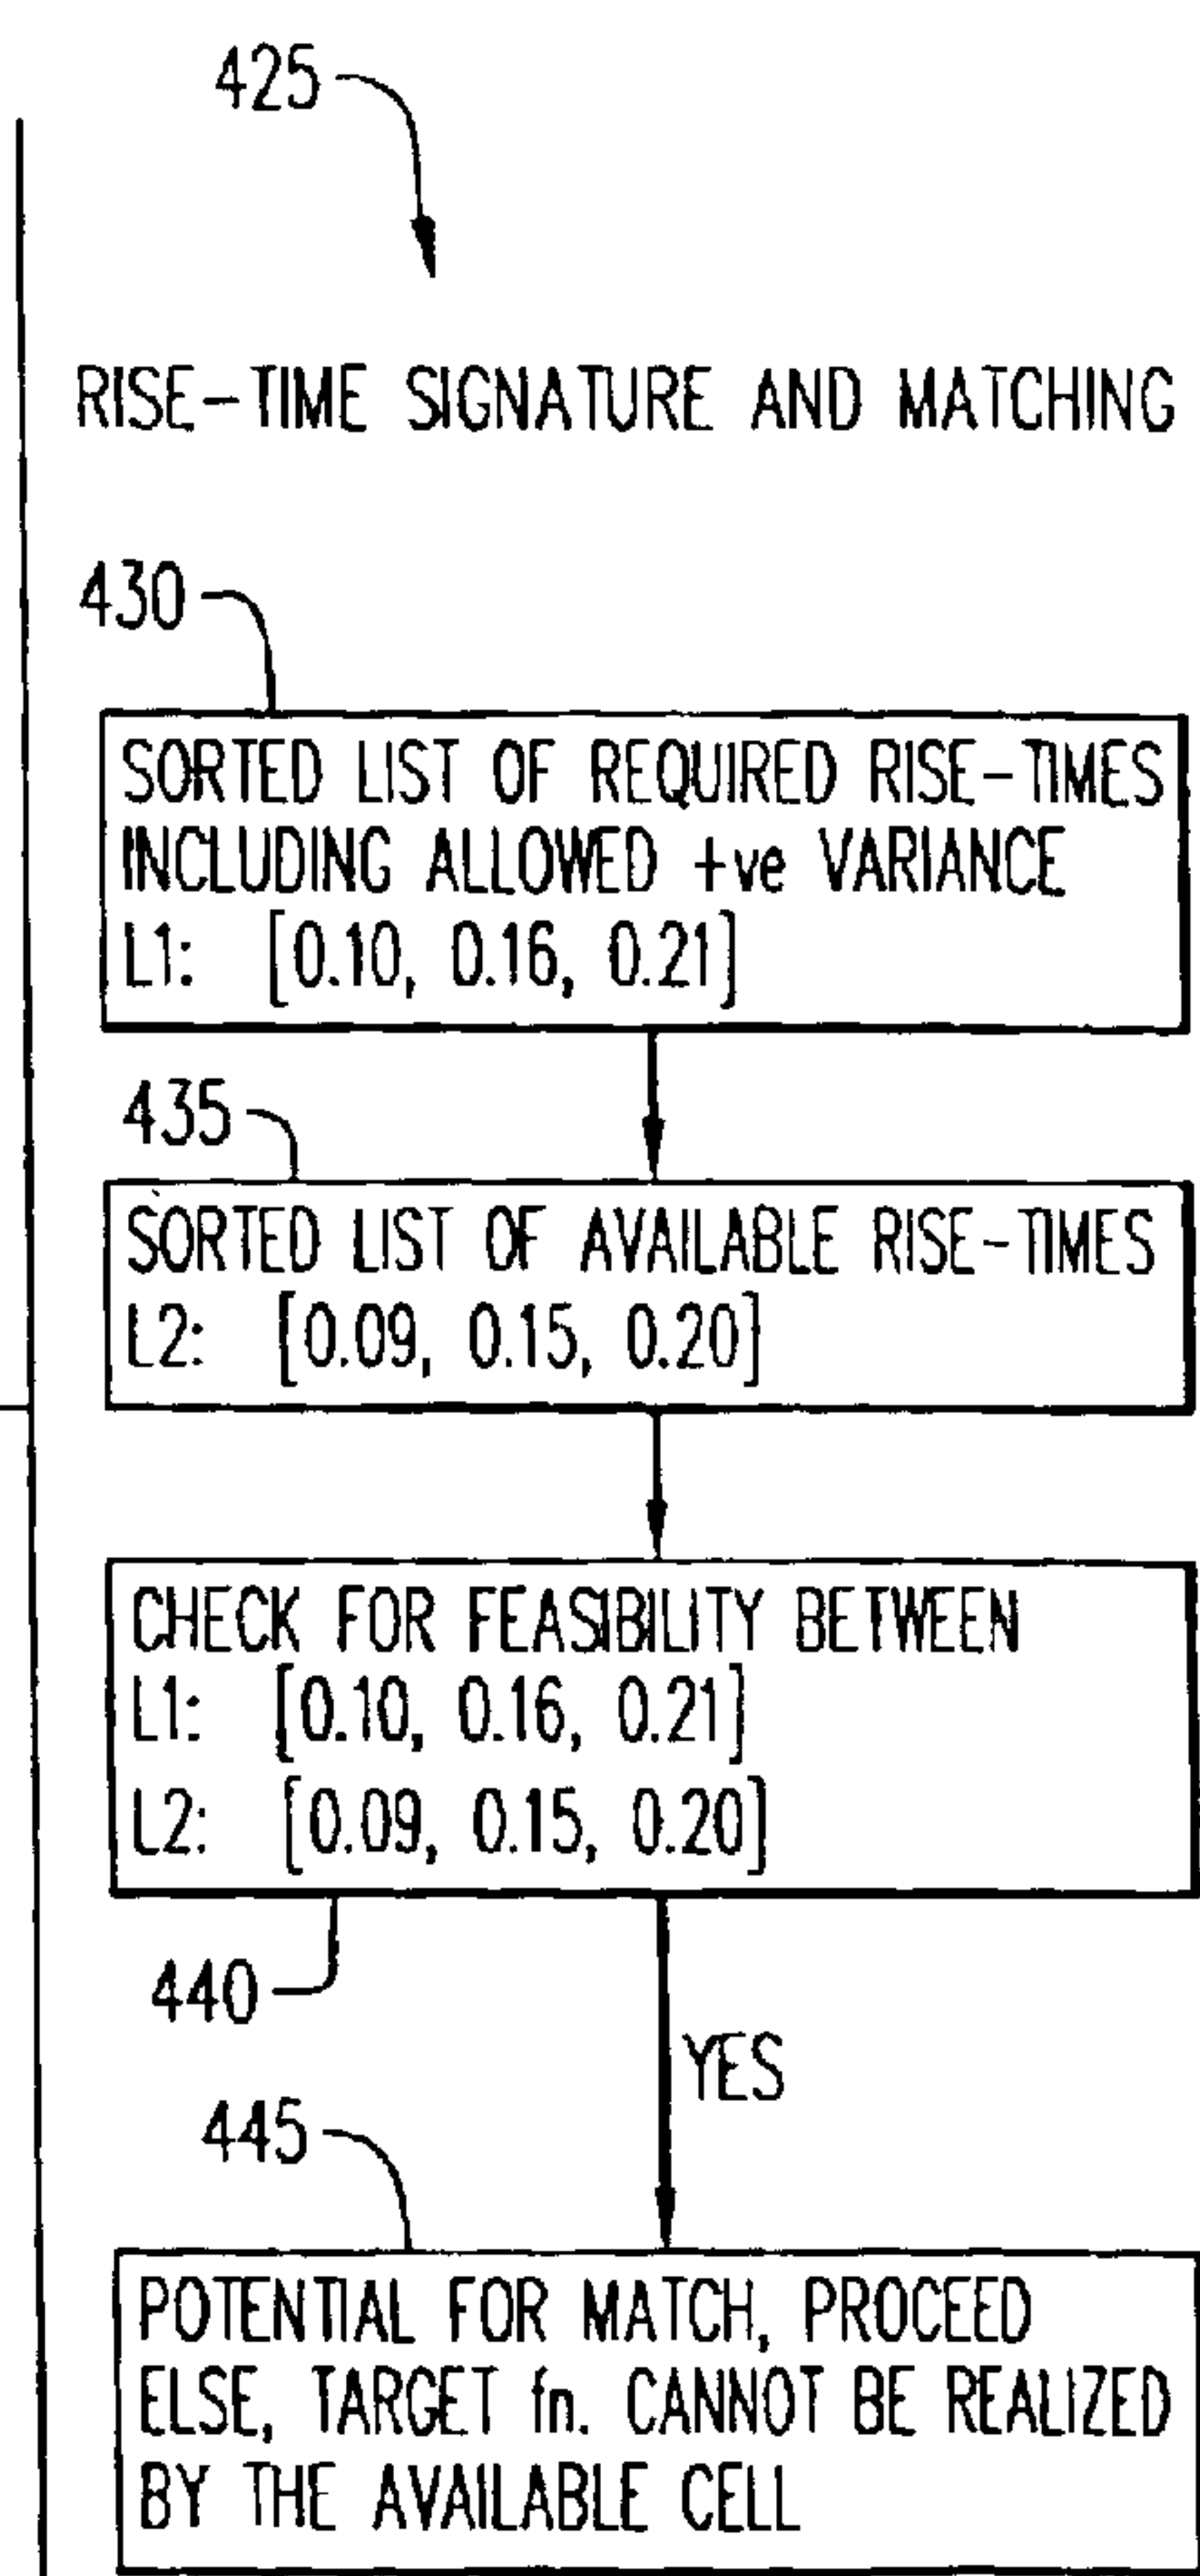 425
RISE-TIME SIGNATURE AND MATCHING
430
SORTED LIST OF REQUIRED RISE-TIMES
INCLUDING ALLOWED +ve VARIANCE
L1: [0.10, 0.16, 0.21]
435
SORTED LIST OF AVAILABLE RISE-TIMES
L2: [0.09, 0.15, 0.20]
CHECK FOR FEASIBILITY BETWEEN
L1: [0.10, 0.16, 0.21]
L2: [0.09, 0.15, 0.20]
440
YES
445
POTENTIAL FOR MATCH, PROCEED
ELSE, TARGET fn. CANNOT BE REALIZED
BY THE AVAILABLE CELL